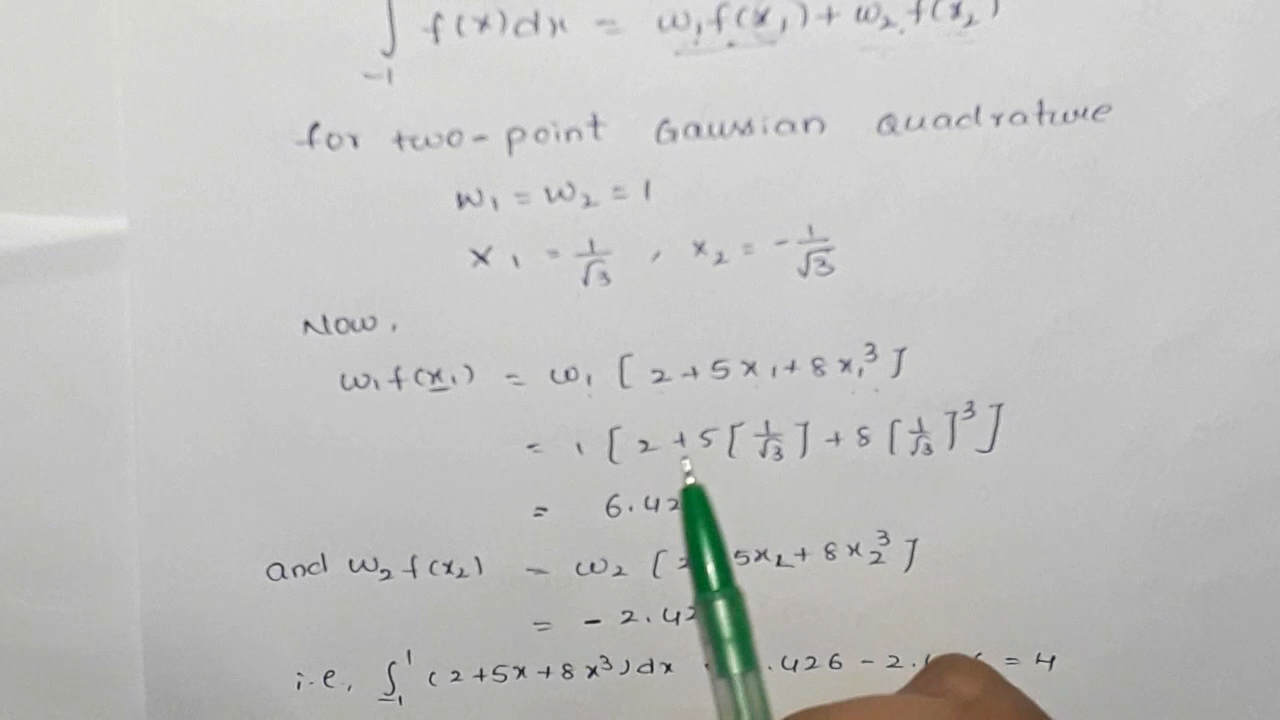 ∫₋₁ f(x)dx = w₁f(x₁) + w₂f(x₂)
for two-point Gaussian Quadrature
w₁ = w₂ = 1
x₁ = 1/√3 , x₂ = -1/√3
Now,
w₁f(x₁) = w₁ [2+5x₁+8x₁³]
= 1 [2+5[1/√3]+8[1/√3]³]
= 6.42
and w₂f(x₂) = w₂ [2 5x₂+8x₂³]
= -2.42
i.e., ∫₋₁¹ (2+5x+8x³)dx .426 - 2. = 4